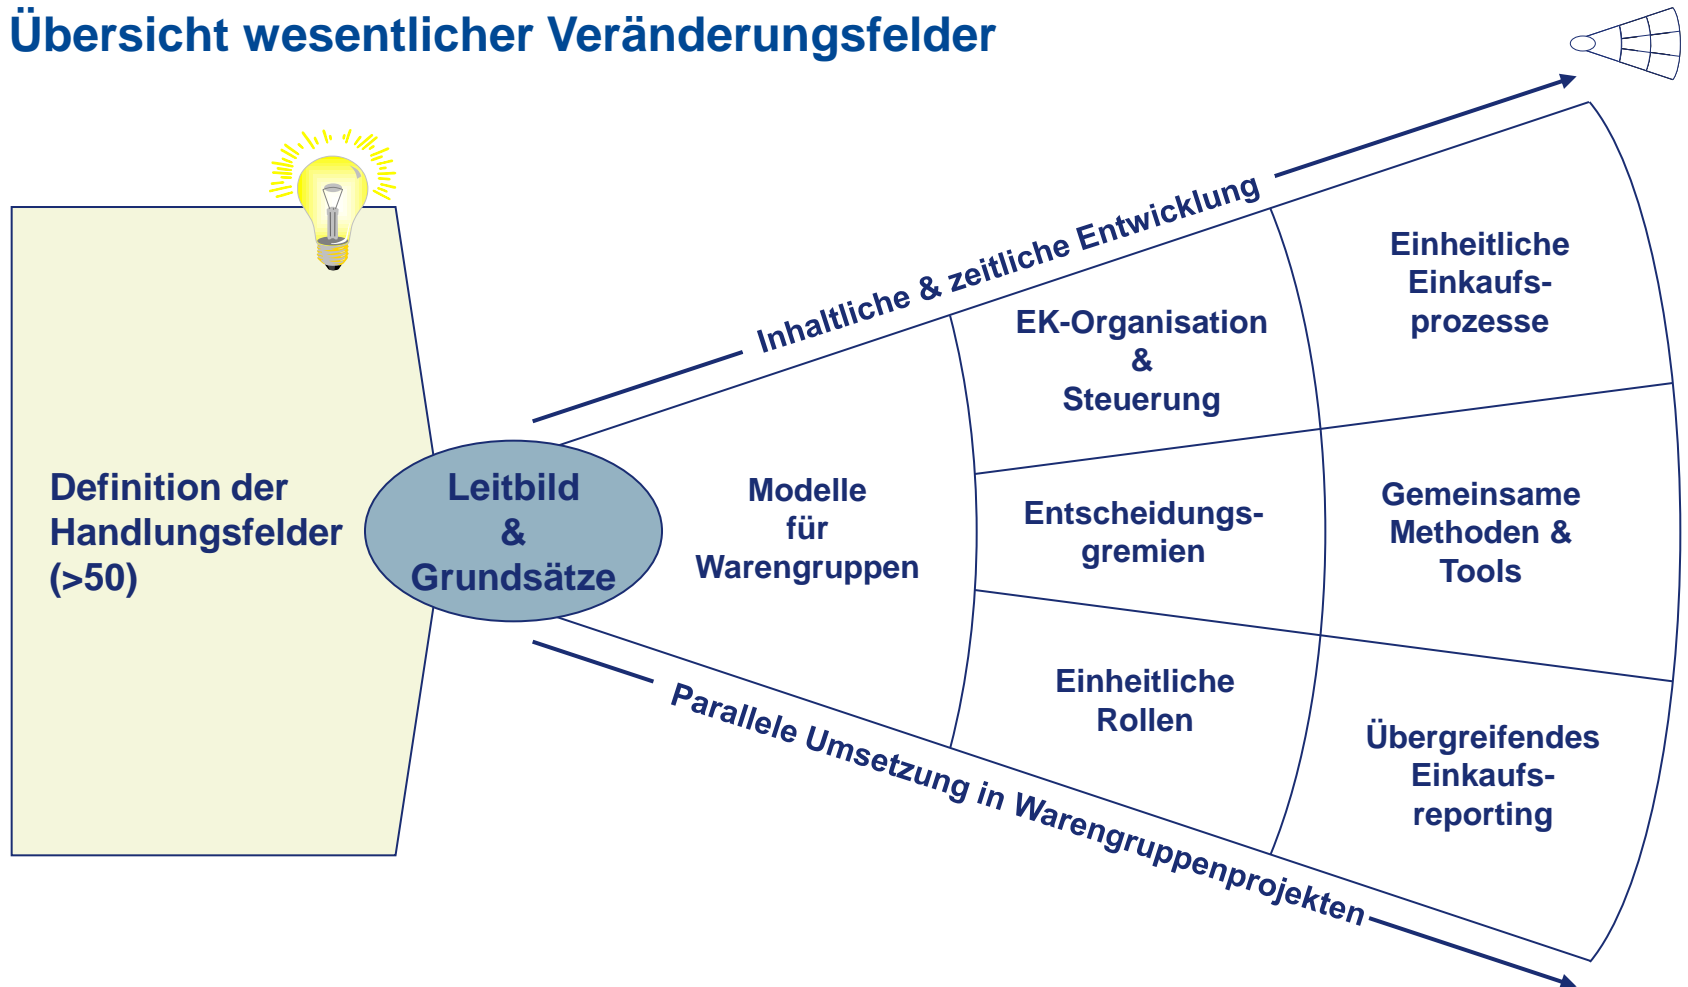 Übersicht wesentlicher Veränderungsfelder
Definition der
Handlungsfelder
(>50)
Leitbild
&
Grundsätze
Inhaltliche & zeitliche Entwicklung
Modelle
für
Warengruppen
EK-Organisation
&
Steuerung
Entscheidungs-
gremien
Einheitliche
Rollen
Einheitliche
Einkaufs-
prozesse
Gemeinsame
Methoden &
Tools
Übergreifendes
Einkaufs-
reporting
Parallele Umsetzung in Warengruppenprojekten